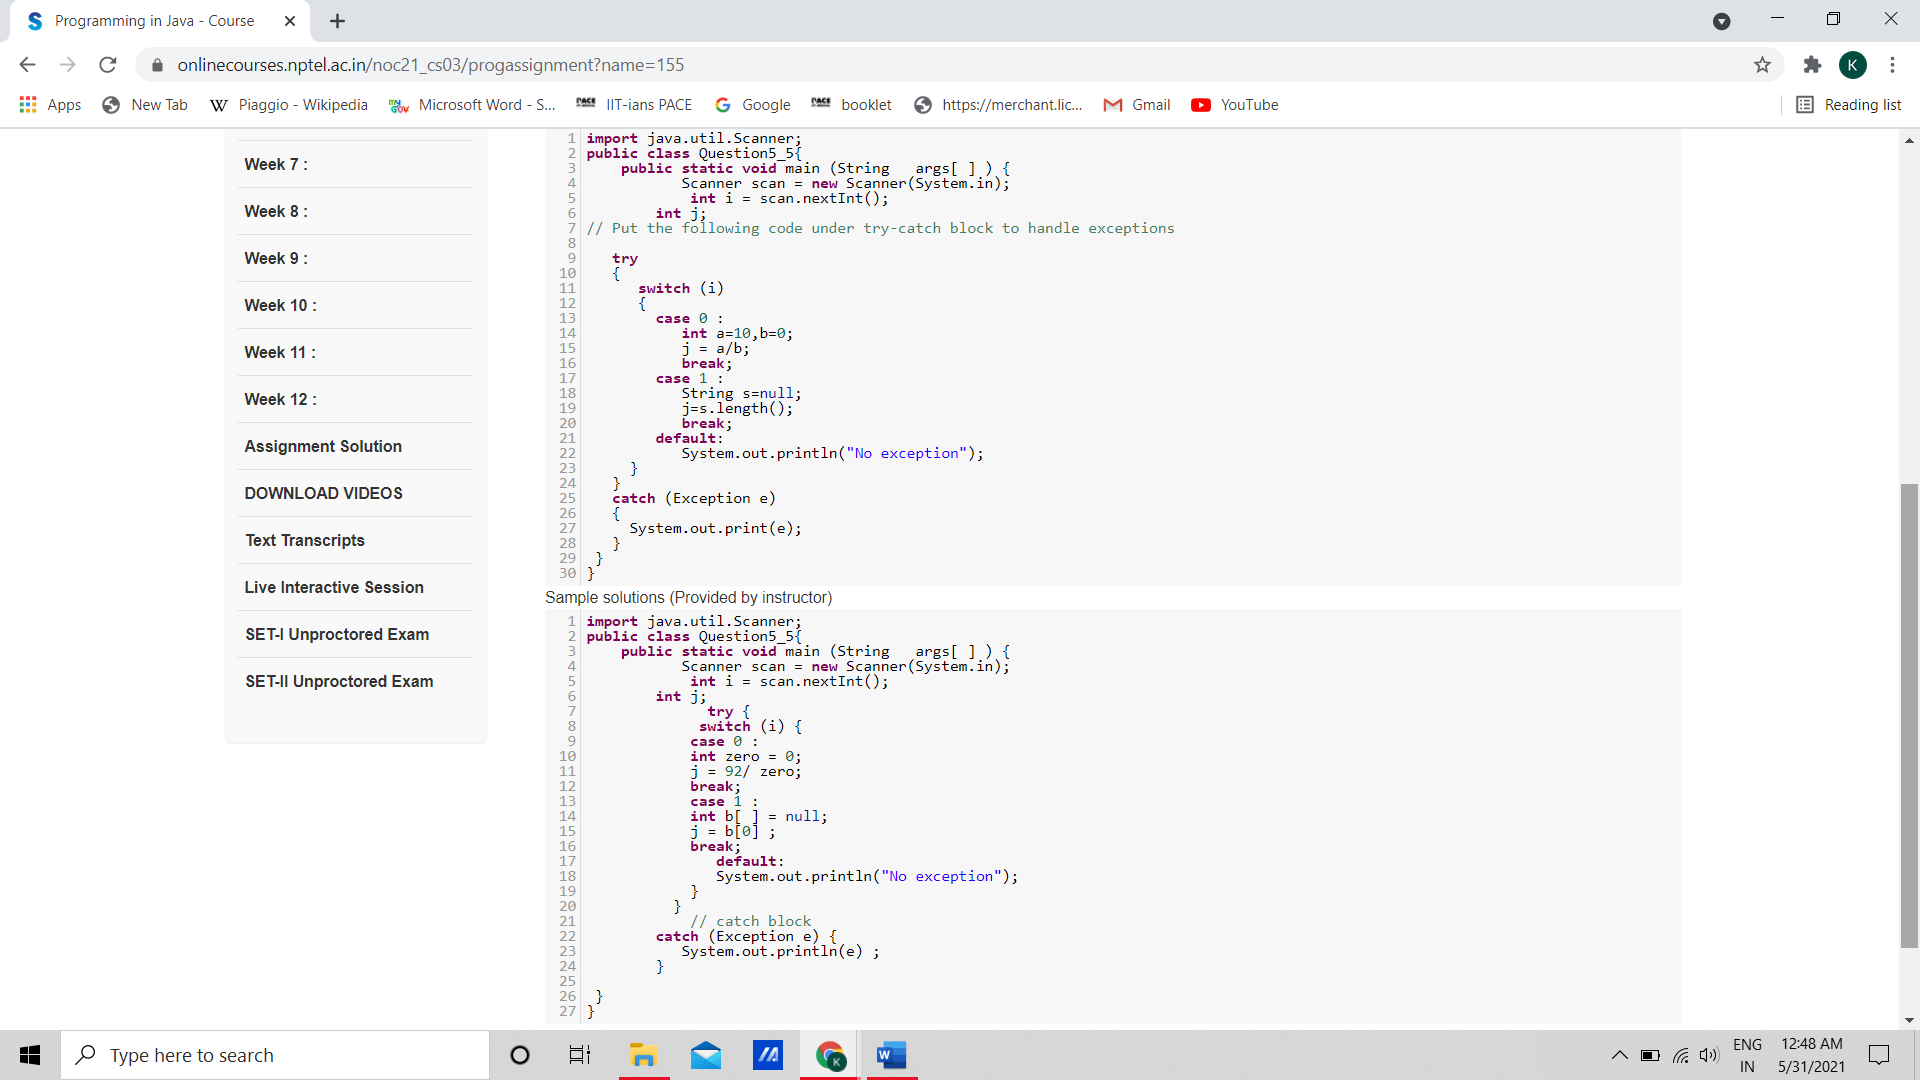 Programming in Java - Course
onlinecourses.nptel.ac.in/noc21_cs03/progassignment?name=155
K
Apps
New Tab
W Piaggio - Wikipedia
Microsoft Word - S...
PACE IIT-ians PACE
G Google
PACE booklet
https://merchant.lic...
Gmail
YouTube
Reading list
Week 7 :
Week 8 :
Week 9 :
Week 10 :
Week 11 :
Week 12 :
Assignment Solution
DOWNLOAD VIDEOS
Text Transcripts
Live Interactive Session
SET-I Unproctored Exam
SET-II Unproctored Exam
1 import java.util.Scanner;
2 public class Question5_5{
3 public static void main (String args[ ] ) {
4 Scanner scan = new Scanner(System.in);
5 int i = scan.nextInt();
6 int j;
7 // Put the following code under try-catch block to handle exceptions
8
9 try
10 {
11 switch (i)
12 {
13 case 0 :
14 int a=10,b=0;
15 j = a/b;
16 break;
17 case 1 :
18 String s=null;
19 j=s.length();
20 break;
21 default:
22 System.out.println("No exception");
23 }
24 }
25 catch (Exception e)
26 {
27 System.out.print(e);
28 }
29 }
30 }
Sample solutions (Provided by instructor)
1 import java.util.Scanner;
2 public class Question5_5{
3 public static void main (String args[ ] ) {
4 Scanner scan = new Scanner(System.in);
5 int i = scan.nextInt();
6 int j;
7 try {
8 switch (i) {
9 case 0 :
10 int zero = 0;
11 j = 92/ zero;
12 break;
13 case 1 :
14 int b[ ] = null;
15 j = b[0] ;
16 break;
17 default:
18 System.out.println("No exception");
19 }
20 }
21 // catch block
22 catch (Exception e) {
23 System.out.println(e) ;
24 }
25
26 }
27 }
Type here to search
K
W
ENG
IN
12:48 AM
5/31/2021